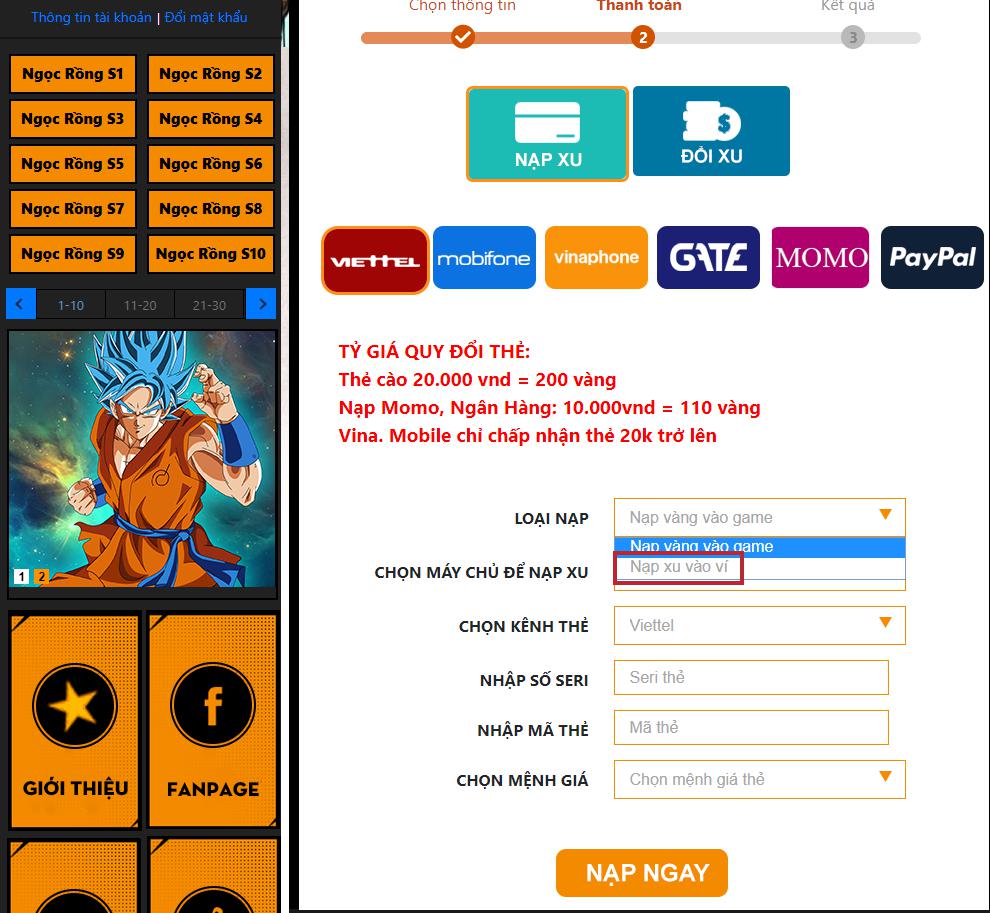 Thông tin tài khoản | Đổi mật khẩu
Ngọc Rồng S1
Ngọc Rồng S2
Ngọc Rồng S3
Ngọc Rồng S4
Ngọc Rồng S5
Ngọc Rồng S6
Ngọc Rồng S7
Ngọc Rồng S8
Ngọc Rồng S9
Ngọc Rồng S10
1-10
11-20
21-30
1
2
GIỚI THIỆU
FANPAGE
Chọn thông tin
Thanh toán
Kết quả
2
3
NẠP XU
ĐỔI XU
VIETTEL
mobifone
vinaphone
GATE
MOMO
PayPal
TỶ GIÁ QUY ĐỔI THẺ:
Thẻ cào 20.000 vnd = 200 vàng
Nạp Momo, Ngân Hàng: 10.000vnd = 110 vàng
Vina. Mobile chỉ chấp nhận thẻ 20k trở lên
LOẠI NẠP
Nạp vàng vào game
Nạp vàng vào game
Nạp xu vào ví
CHỌN MÁY CHỦ ĐỂ NẠP XU
CHỌN KÊNH THẺ
Viettel
NHẬP SỐ SERI
Seri thẻ
NHẬP MÃ THẺ
Mã thẻ
CHỌN MỆNH GIÁ
Chọn mệnh giá thẻ
NẠP NGAY